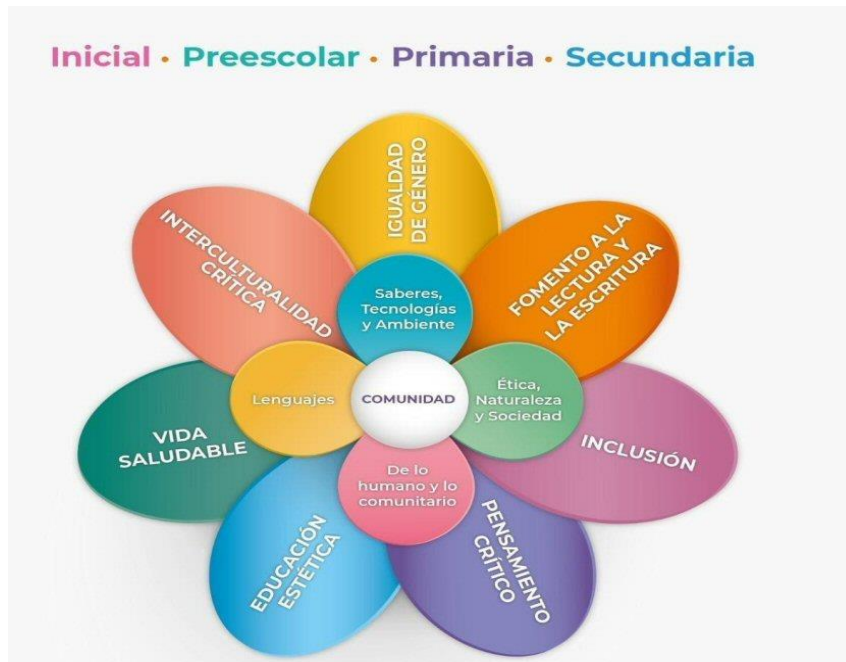 Inicial • Preescolar • Primaria • Secundaria
IGUALDAD
DE GÉNERO
FOMENTO A LA
LECTURA Y
LA ESCRITURA
INCLUSIÓN
PENSAMIENTO
CRÍTICO
EDUCACIÓN
ESTÉTICA
VIDA
SALUDABLE
INTERCULTURALIDAD
CRÍTICA
Saberes,
Tecnologías
y Ambiente
Ética,
Naturaleza
y Sociedad
De lo
humano y lo
comunitario
Lenguajes
COMUNIDAD